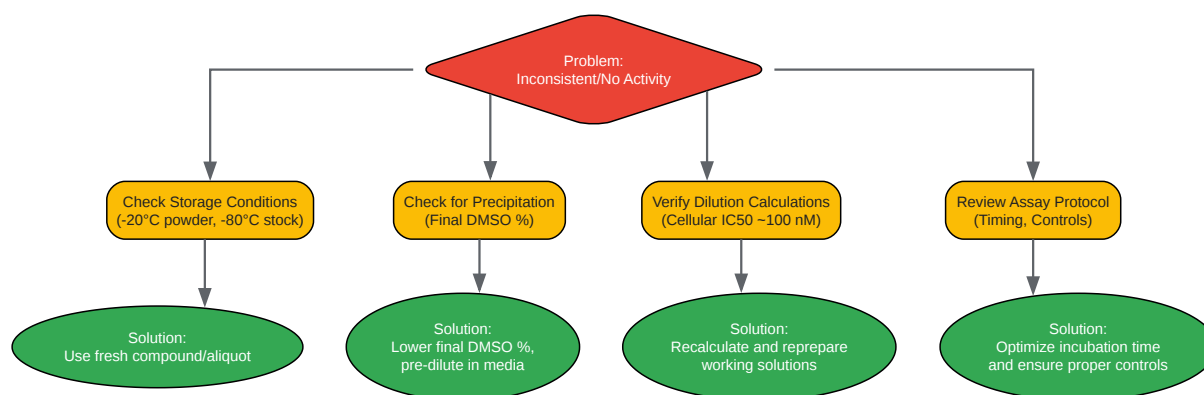 Problem:
Inconsistent/No Activity
Check Storage Conditions
(-20°C powder, -80°C stock)
Check for Precipitation
(Final DMSO %)
Verify Dilution Calculations
(Cellular IC50 ~100 nM)
Review Assay Protocol
(Timing, Controls)
Solution:
Use fresh compound/aliquot
Solution:
Lower final DMSO %,
pre-dilute in media
Solution:
Recalculate and reprepare
working solutions
Solution:
Optimize incubation time
and ensure proper controls